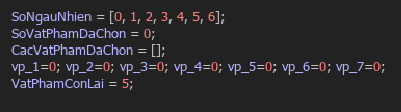 SoNgauNhien = [0, 1, 2, 3, 4, 5, 6];
SoVatPhamDaChon = 0;
CacVatPhamDaChon = [];
vp_1=0; vp_2=0; vp_3=0; vp_4=0; vp_5=0; vp_6=0; vp_7=0;
VatPhamConLai = 5;